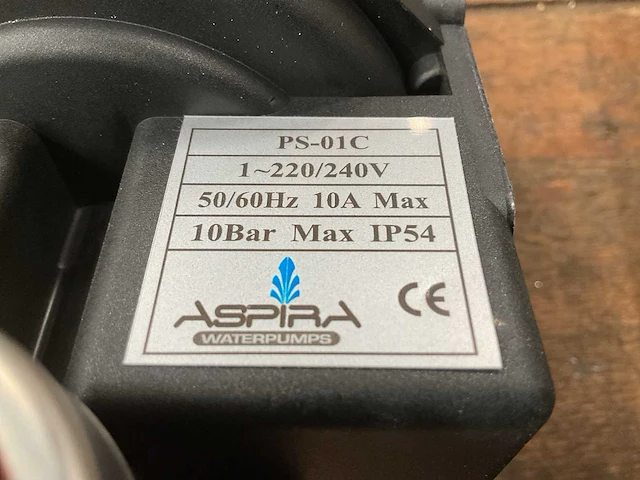 PS-01C
1~220/240V
50/60Hz 10A Max
10Bar Max IP54
ASPIRA
WATERPUMPS
CE